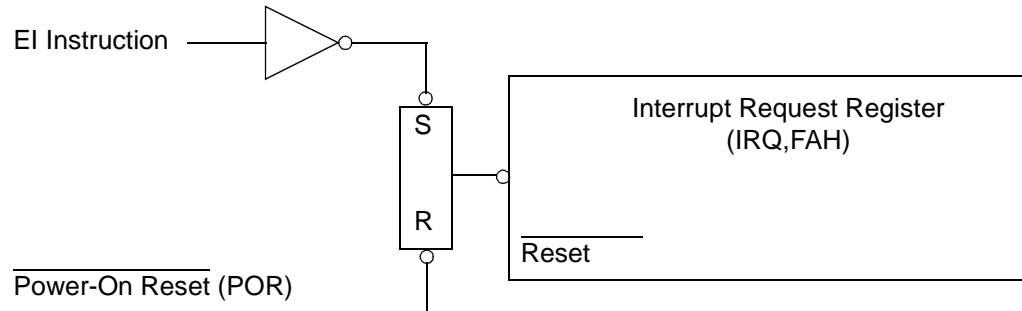 EI Instruction
Interrupt Request Register
(IRQ,FAH)
S
R
Reset
Power-On Reset (POR)